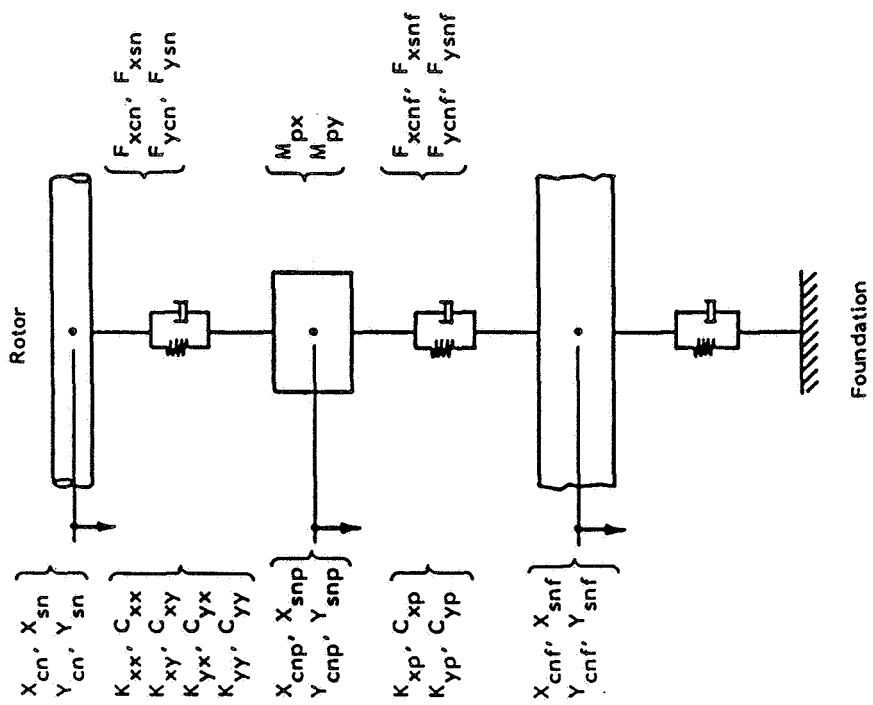 Rotor
X_cn, X_sn
Y_cn, Y_sn
F_xcn, F_xsn
F_ycn, F_ysn
K_xx, C_xx
K_xy, C_xy
K_yx, C_yx
K_yy, C_yy
X_cnp, X_snp
Y_cnp, Y_snp
M_px
M_py
K_xp, C_xp
K_yp, C_yp
F_xcnf, F_xsnf
F_ycnf, F_ysnf
X_cnf, X_snf
Y_cnf, Y_snf
Foundation